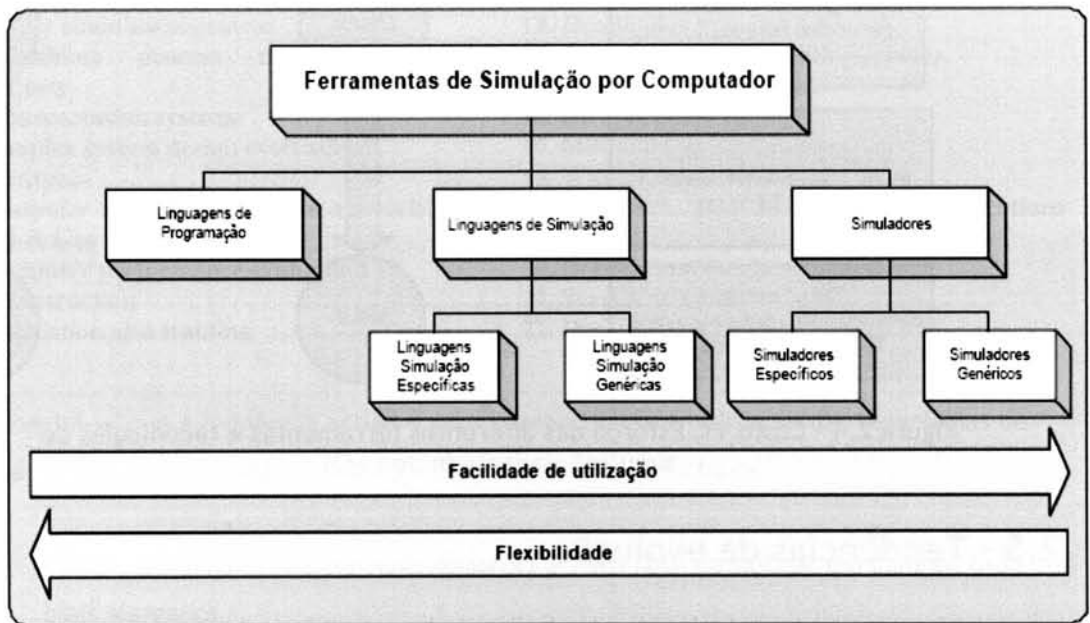 Ferramentas de Simulação por Computador
Linguagens de
Programação
Linguagens de Simulação
Simuladores
Linguagens
Simulação
Específicas
Linguagens
Simulação
Genéricas
Simuladores
Específicos
Simuladores
Genéricos
Facilidade de utilização
Flexibilidade